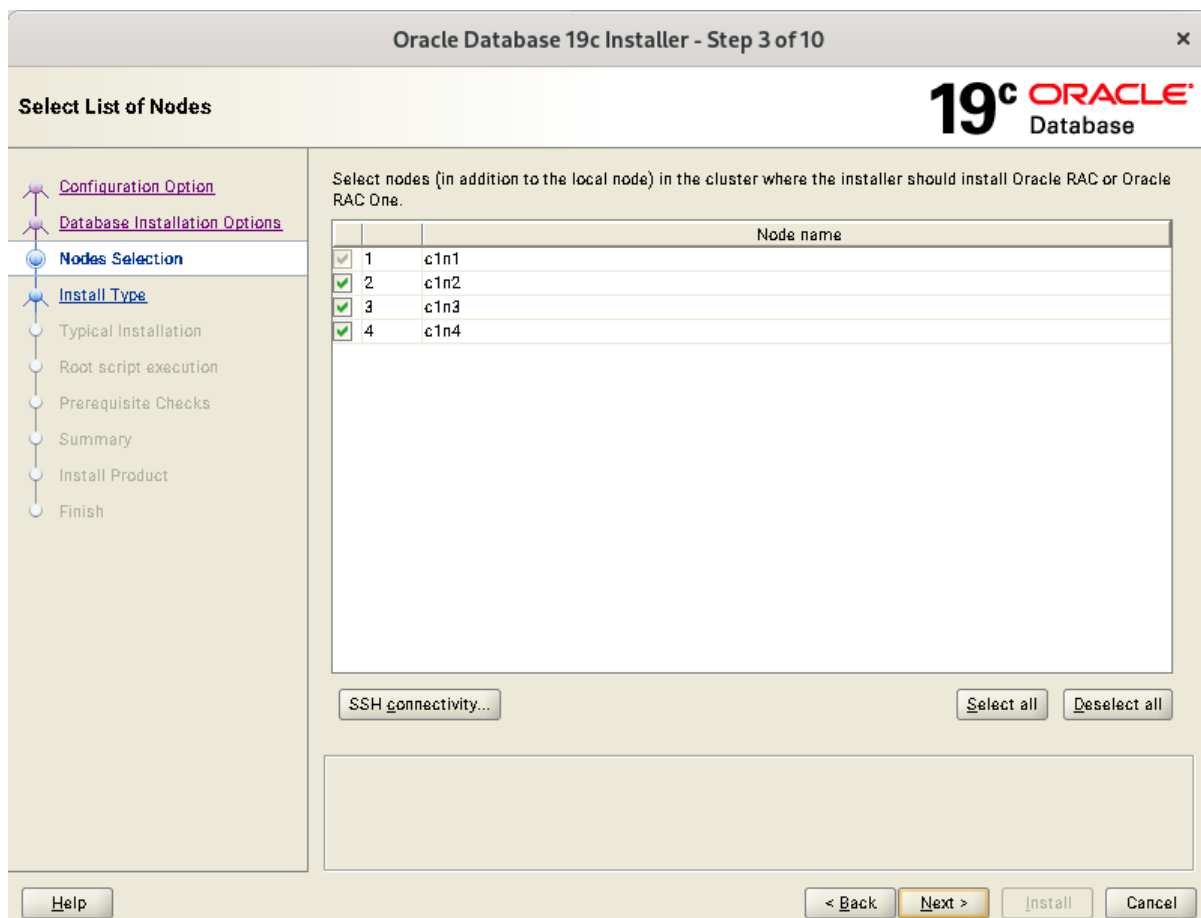 Oracle Database 19c Installer - Step 3 of 10
Select List of Nodes
19c ORACLE
Database
Configuration Option
Database Installation Options
Nodes Selection
Install Type
Typical Installation
Root script execution
Prerequisite Checks
Summary
Install Product
Finish
Select nodes (in addition to the local node) in the cluster where the installer should install Oracle RAC or Oracle
RAC One.
Node name
1 c1n1
2 c1n2
3 c1n3
4 c1n4
SSH connectivity...
Select all
Deselect all
Help
< Back
Next >
Install
Cancel